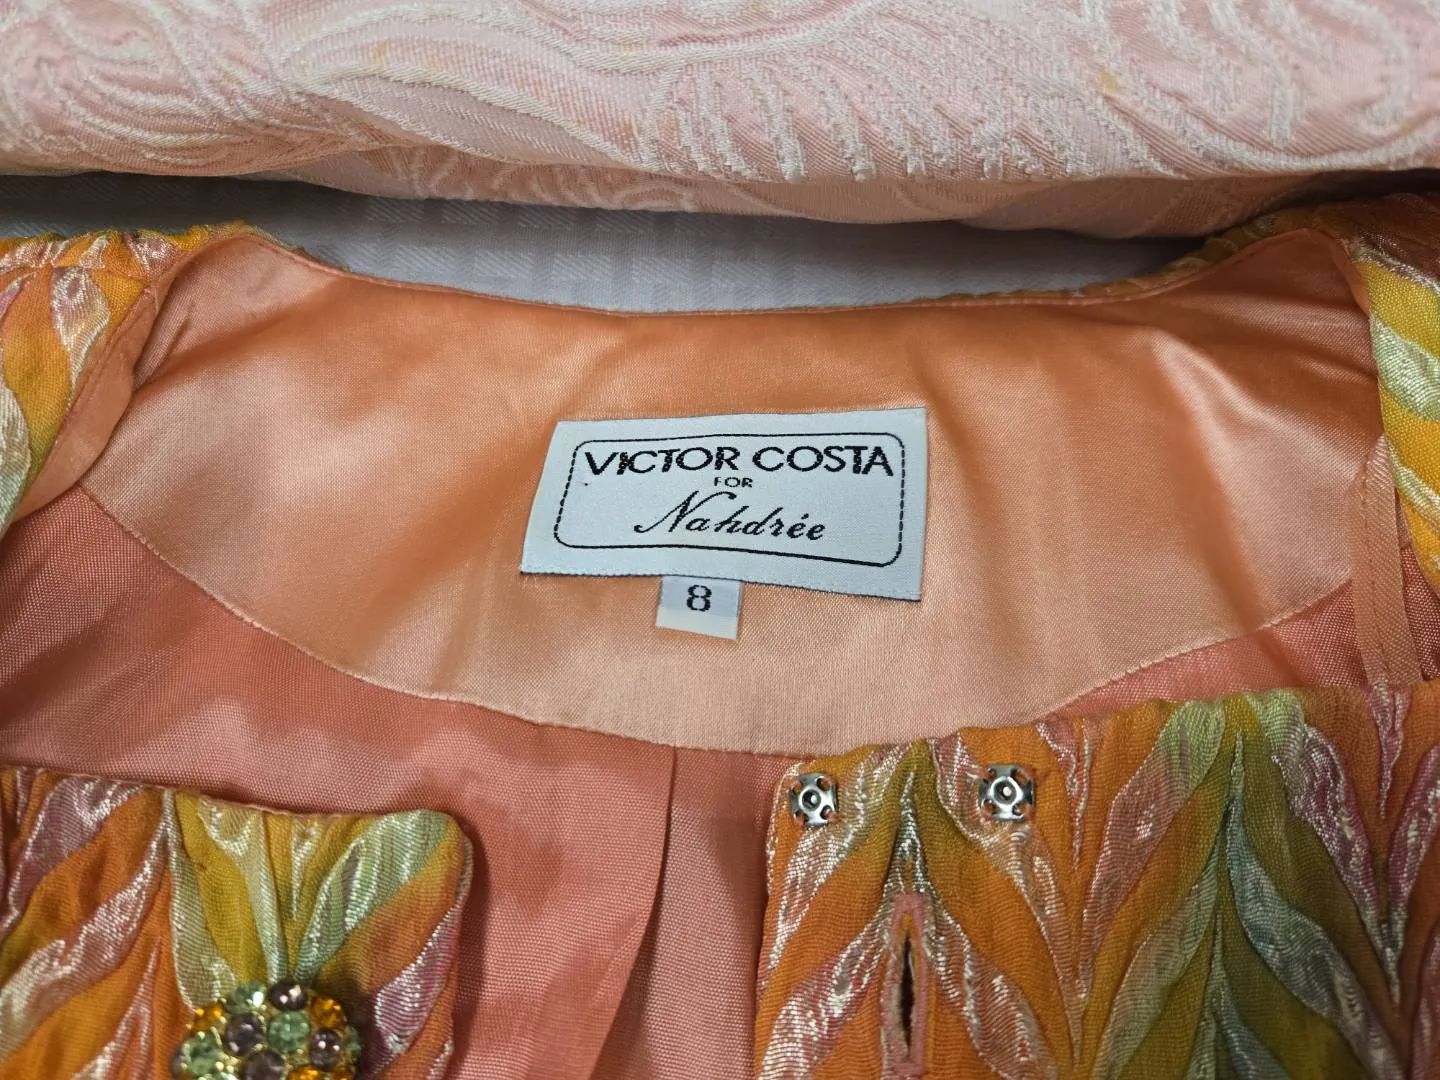 VICTOR COSTA
FOR
Nahdrée
8